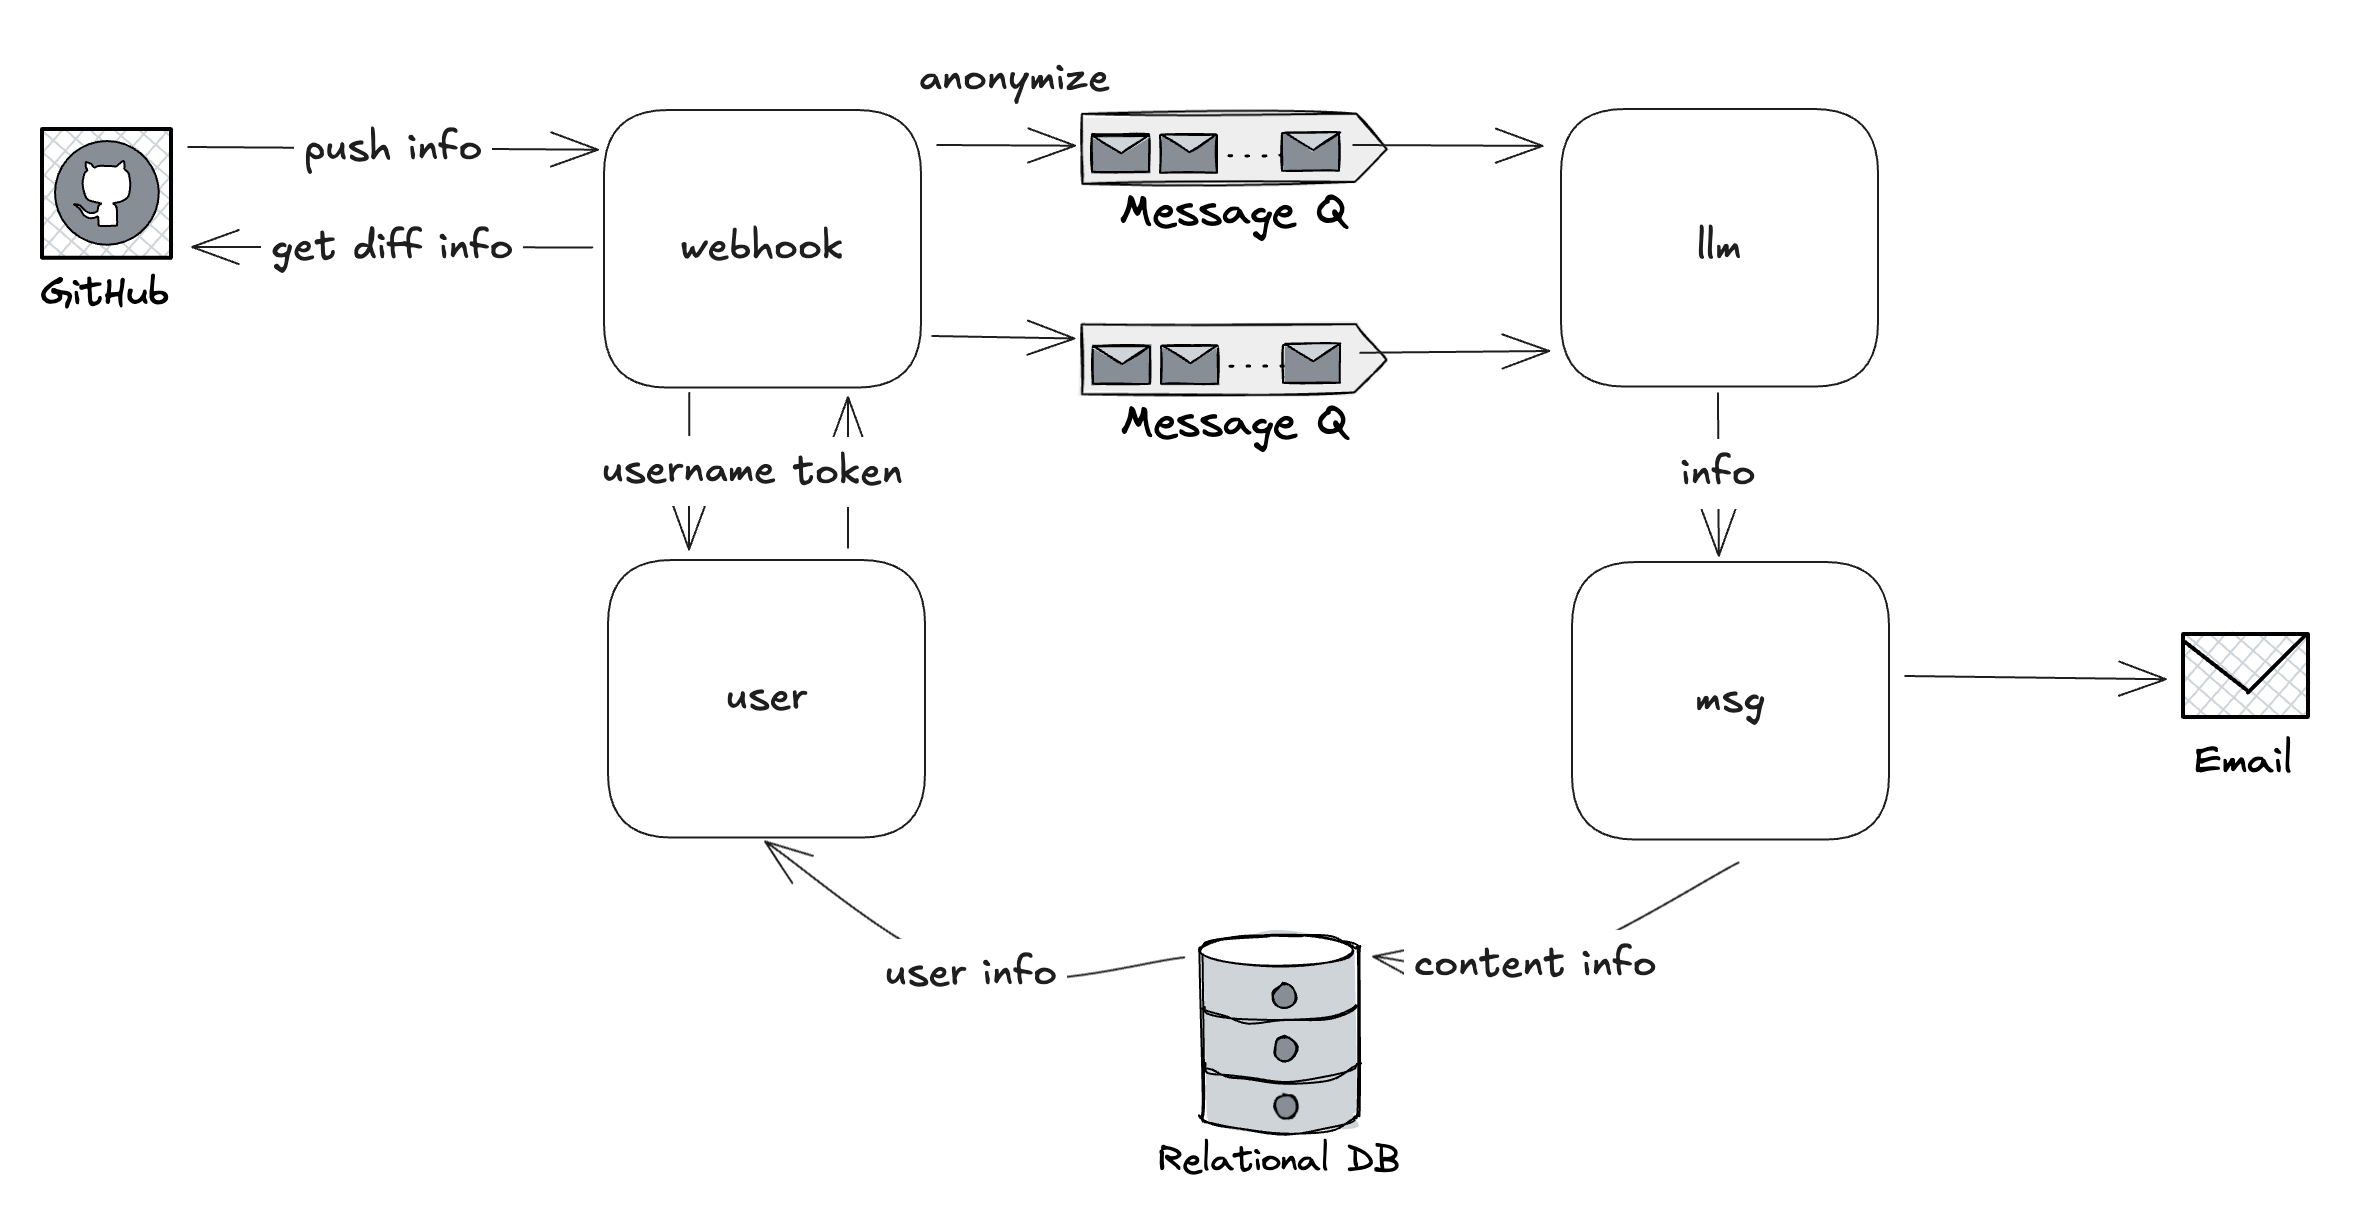 anonymize
push info
get diff info
GitHub
webhook
Message Q
Message Q
llm
username token
info
user
msg
Email
user info
content info
Relational DB